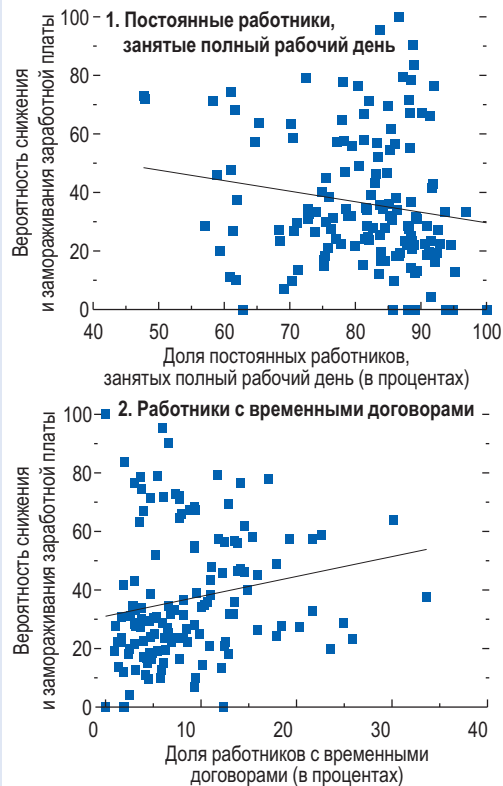 1. Постоянные работники,
занятые полный рабочий день
Вероятность снижения
и замораживания заработной платы
100
80
60
40
20
0
40 50 60 70 80 90 100
Доля постоянных работников,
занятых полный рабочий день (в процентах)
2. Работники с временными договорами
Вероятность снижения
и замораживания заработной платы
100
80
60
40
20
0
0 10 20 30 40
Доля работников с временными
договорами (в процентах)